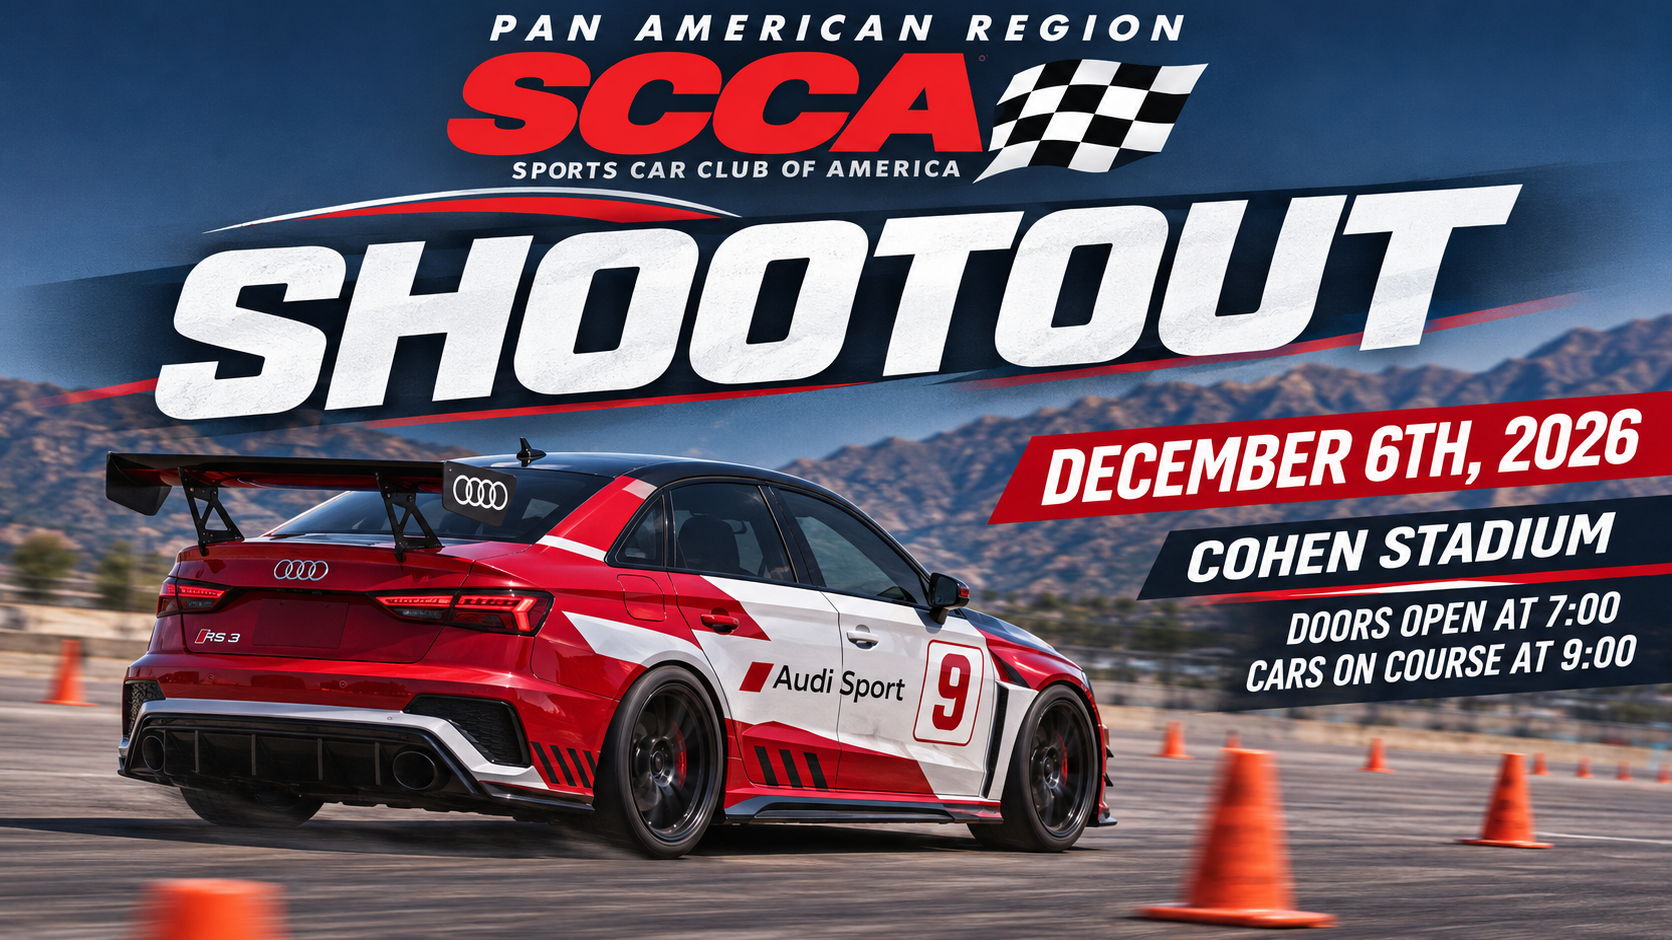 PAN AMERICAN REGION
SCCA
SPORTS CAR CLUB OF AMERICA
SHOOTOUT
DECEMBER 6TH, 2026
COHEN STADIUM
DOORS OPEN AT 7:00
CARS ON COURSE AT 9:00
RS 3
Audi Sport
9